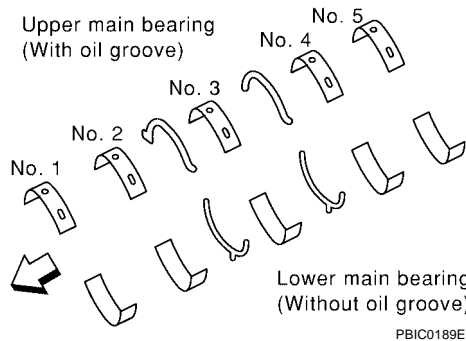 Upper main bearing
(With oil groove)
No. 5
No. 4
No. 3
No. 2
No. 1
Lower main bearing
(Without oil groove)
PBIC0189E